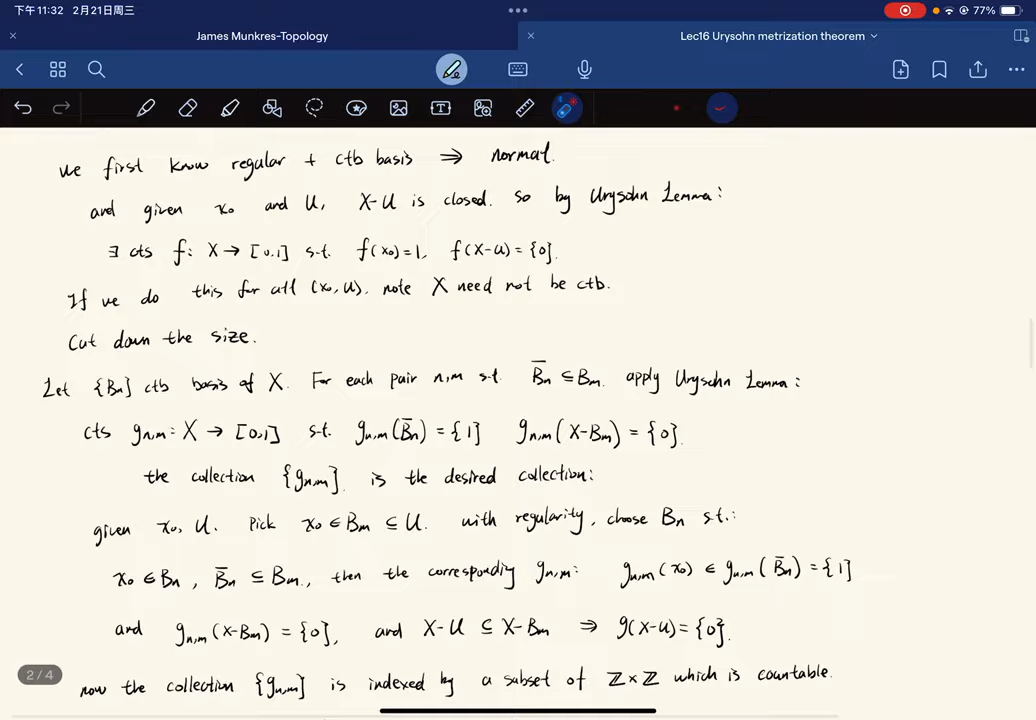 下午11:32 2月21日周三
77%
James Munkres-Topology
Lec16 Urysohn metrization theorem
We first know regular + ctb basis ⇒ normal.
and given x₀ and U, X-U is closed. so by Urysohn Lemma:
∃ cts f: X → [0,1] s.t. f(x₀)=1, f(X-U)={0}.
If we do this for all (x₀,U), note X need not be ctb.
Cut down the size.
Let {Bn} ctb basis of X. For each pair n,m s.t. B̄n ⊆ Bm. apply Urysohn Lemma:
cts gn,m: X → [0,1] s.t. gn,m(B̄n) = {1} gn,m(X-Bm) = {0}.
the collection {gn,m} is the desired collection:
given x₀, U. Pick x₀ ∈ Bm ⊆ U. with regularity, choose Bn s.t.:
x₀ ∈ Bn, B̄n ⊆ Bm., then the correspondig gn,m: gn,m(x₀) ∈ gn,m(B̄n) = {1}
and gn,m(X-Bm) = {0}, and X-U ⊆ X-Bm ⇒ g(X-U) = {0}.
2/4
now the collection {gn,m} is indexed by a subset of ℤ×ℤ which is countable.